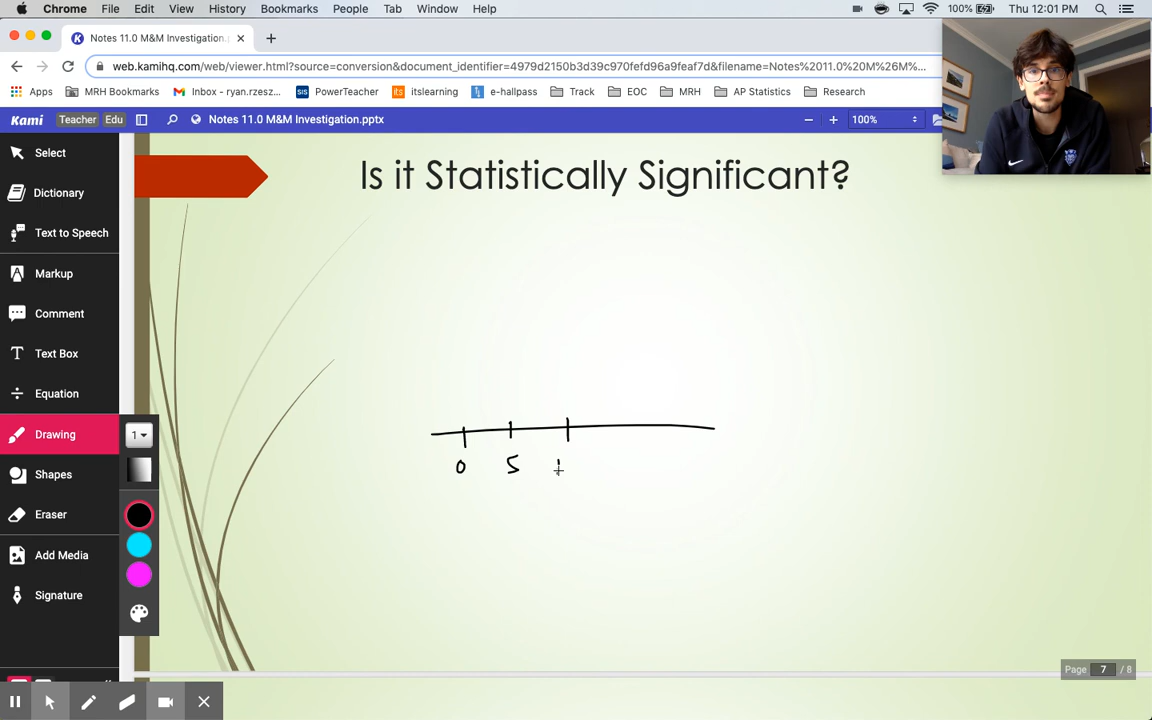 Chrome File Edit View History Bookmarks People Tab Window Help 100% Thu 12:01 PM
Notes 11.0 M&M Investigation.p
web.kamihq.com/web/viewer.html?source=conversion&document_identifier=4979d2150b3d39c970fefd96a9feaf7d&filename=Notes%2011.0%20M%26M%...
Apps MRH Bookmarks Inbox - ryan.rzesz... SIS PowerTeacher its itslearning e-hallpass Track EOC MRH AP Statistics Research
Kami Teacher Edu Notes 11.0 M&M Investigation.pptx 100%
Select
Dictionary
Text to Speech
Markup
Comment
Text Box
Equation
Drawing
Shapes
Eraser
Add Media
Signature
1
Is it Statistically Significant?
0 5
Page 7 / 8